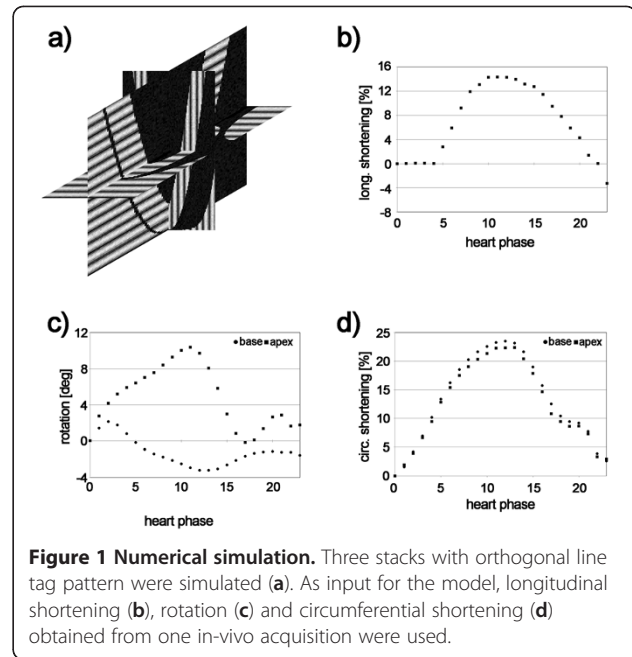 a)
b)
long. shortening [%]
16
12
8
4
0
-4
-8
0 5 10 15 20
heart phase
c)
rotation [deg]
12
8
4
0
-4
0 5 10 15 20
base apex
heart phase
d)
circ. shortening [%]
25
20
15
10
5
0
0 5 10 15 20
base apex
heart phase
Figure 1 Numerical simulation. Three stacks with orthogonal line
tag pattern were simulated (a). As input for the model, longitudinal
shortening (b), rotation (c) and circumferential shortening (d)
obtained from one in-vivo acquisition were used.